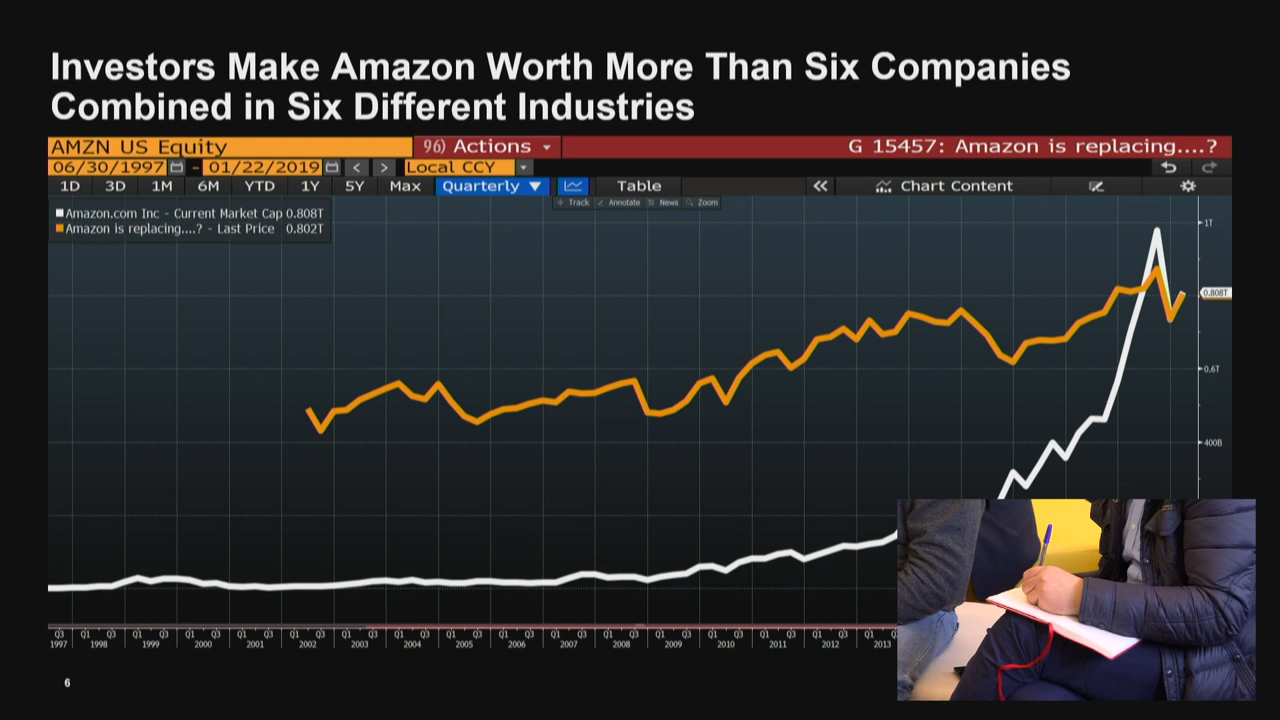 Investors Make Amazon Worth More Than Six Companies
Combined in Six Different Industries
AMZN US Equity 96) Actions G 15457: Amazon is replacing....?
06/30/1997 - 01/22/2019 < > Local CCY
1D 3D 1M 6M YTD 1Y 5Y Max Quarterly ▼ Table « Chart Content
+ Track Annotate News Zoom
Amazon.com Inc - Current Market Cap 0.808T
Amazon is replacing....? - Last Price 0.802T
1T
0.808T
0.6T
400B
Q3 Q1 Q3 Q1 Q3 Q1 Q3 Q1 Q3 Q1 Q3 Q1 Q3 Q1 Q3 Q1 Q3 Q1 Q3 Q1 Q3 Q1 Q3 Q1 Q3 Q1 Q3 Q1 Q3 Q1 Q3 Q1 Q3
1997 1998 1999 2000 2001 2002 2003 2004 2005 2006 2007 2008 2009 2010 2011 2012 2013
6